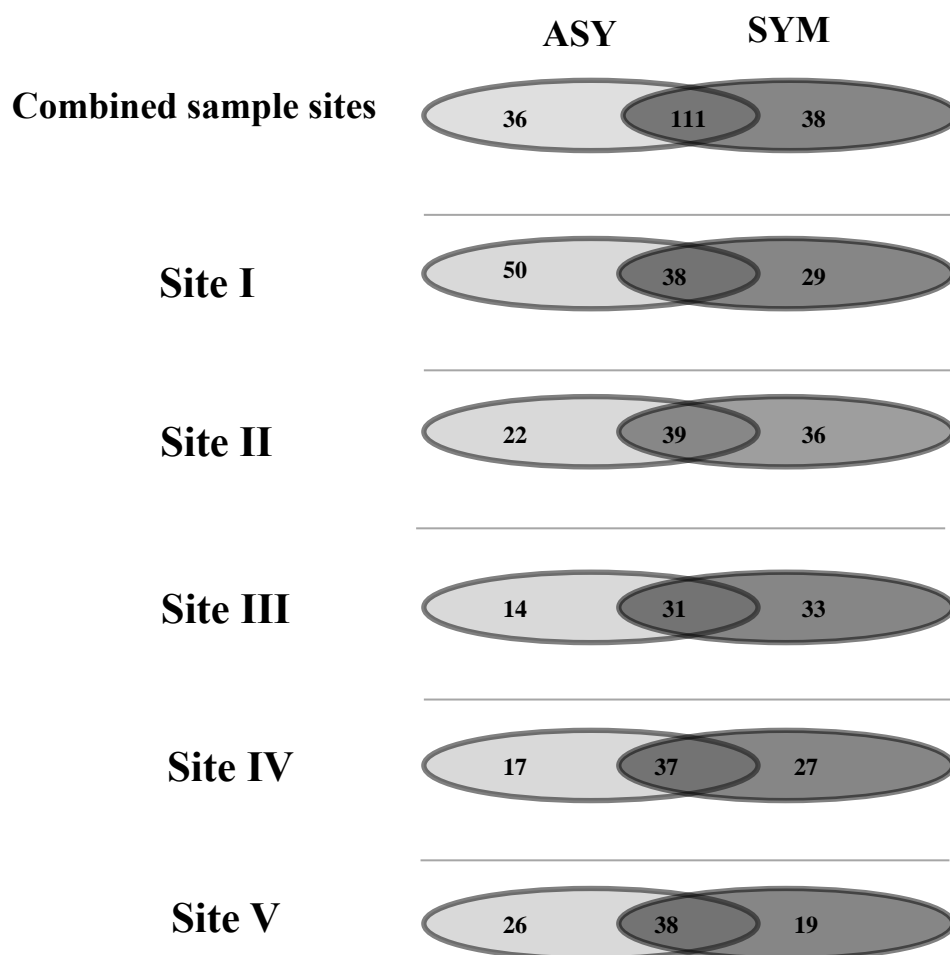 ASY SYM
Combined sample sites 36 111 38
Site I 50 38 29
Site II 22 39 36
Site III 14 31 33
Site IV 17 37 27
Site V 26 38 19